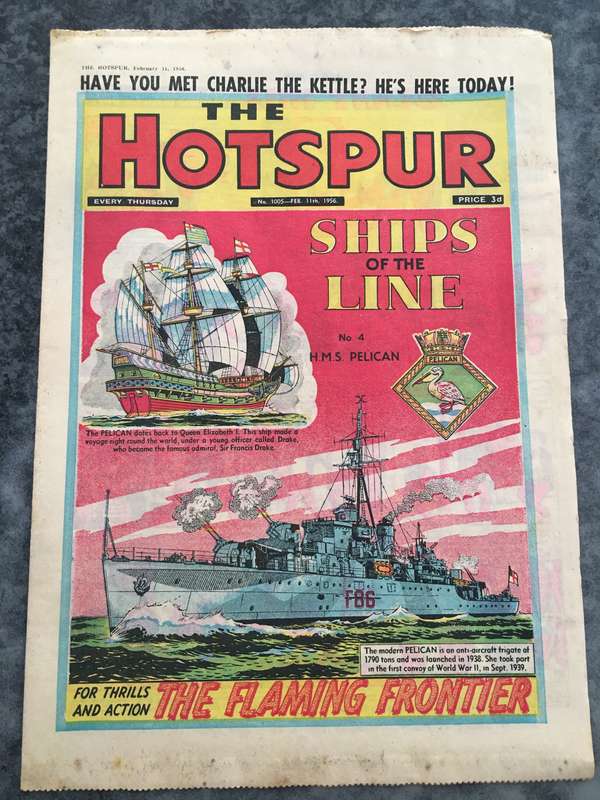 THE HOTSPUR, February 11, 1956.
HAVE YOU MET CHARLIE THE KETTLE? HE'S HERE TODAY!
THE
HOTSPUR
EVERY THURSDAY
No. 1005—FEB. 11th, 1956.
PRICE 3d
SHIPS
OF THE
LINE
No 4
H.M.S. PELICAN
PELICAN
The PELICAN dates back to Queen Elizabeth I. This ship made a
voyage right round the world, under a young officer called Drake,
who became the famous admiral, Sir Francis Drake.
F86
The modern PELICAN is an anti-aircraft frigate of
1790 tons and was launched in 1938. She took part
in the first convoy of World War II, in Sept. 1939.
FOR THRILLS
AND ACTION
THE FLAMING FRONTIER